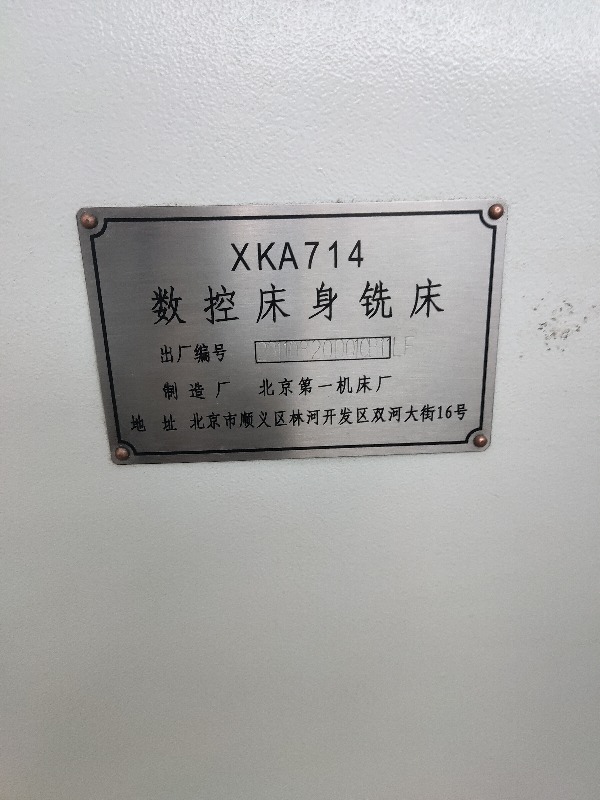 XKA714
数控床身铣床
出厂编号
制造厂 北京第一机床厂
地址 北京市顺义区林河开发区双河大街16号